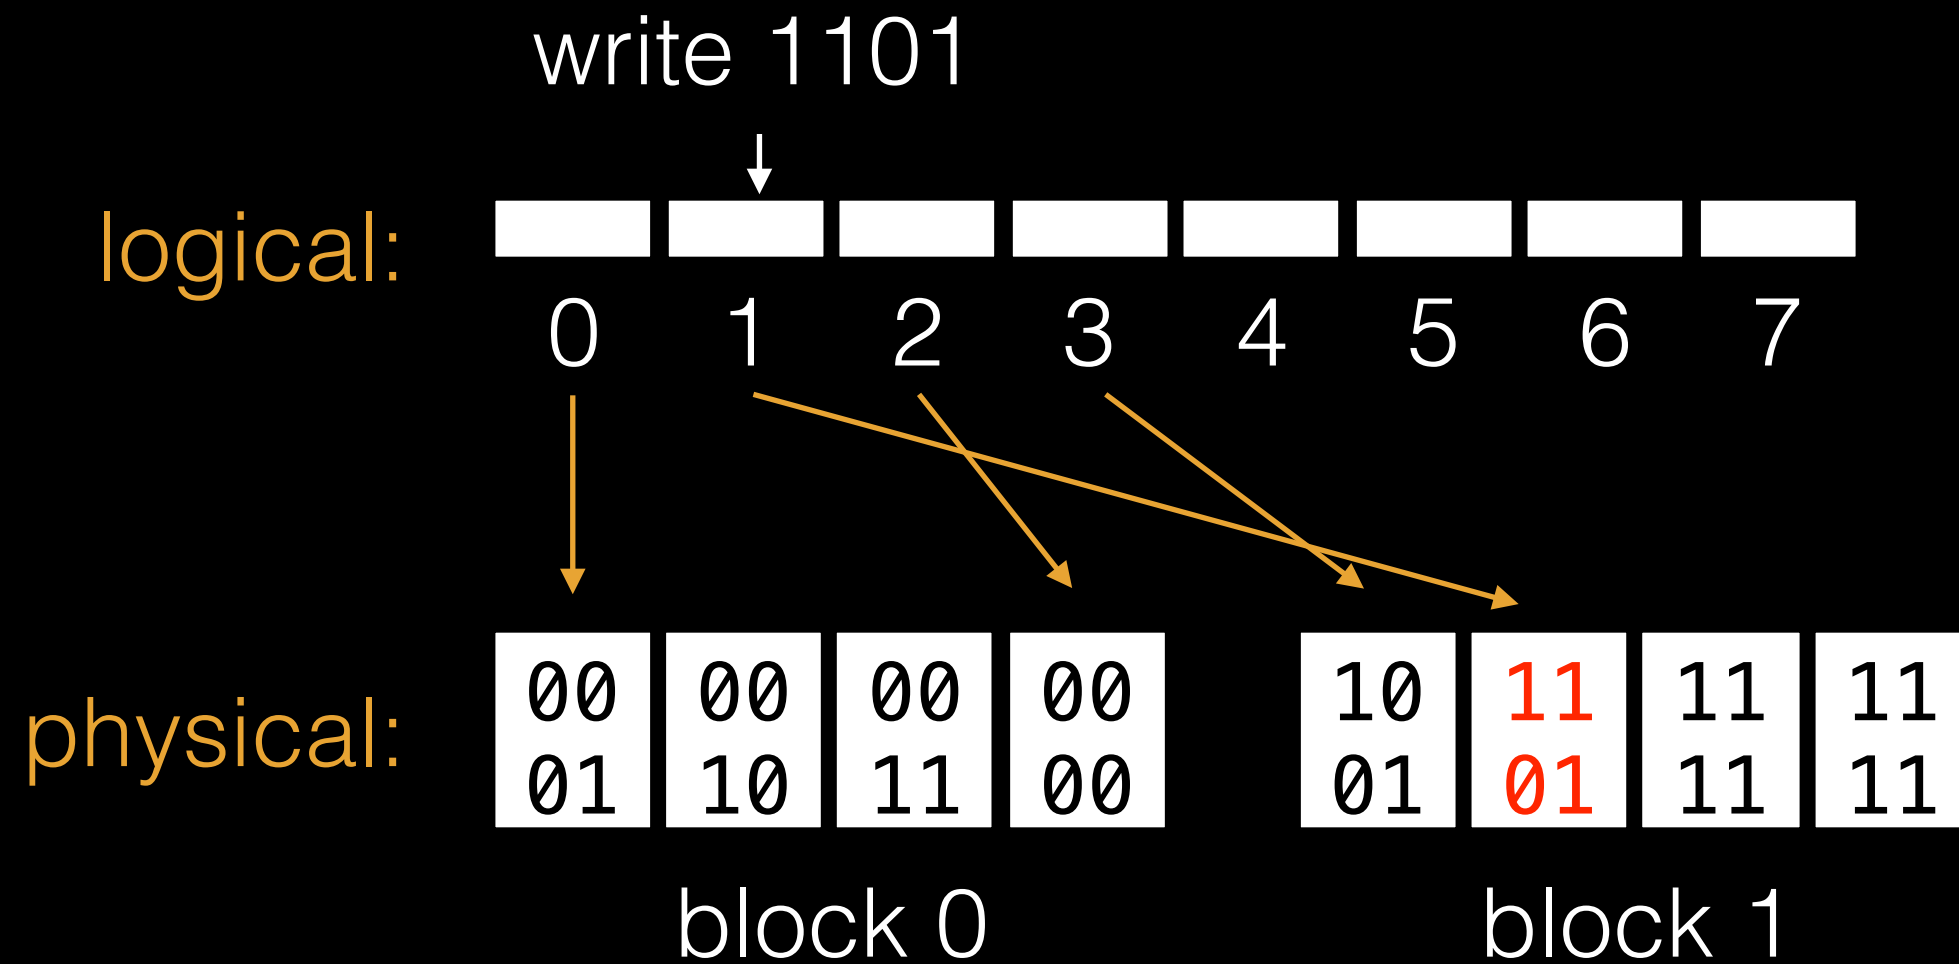 write 1101
logical:
0 1 2 3 4 5 6 7
physical:
00 00 00 00 10 11 11 11
01 10 11 00 01 01 11 11
block 0 block 1